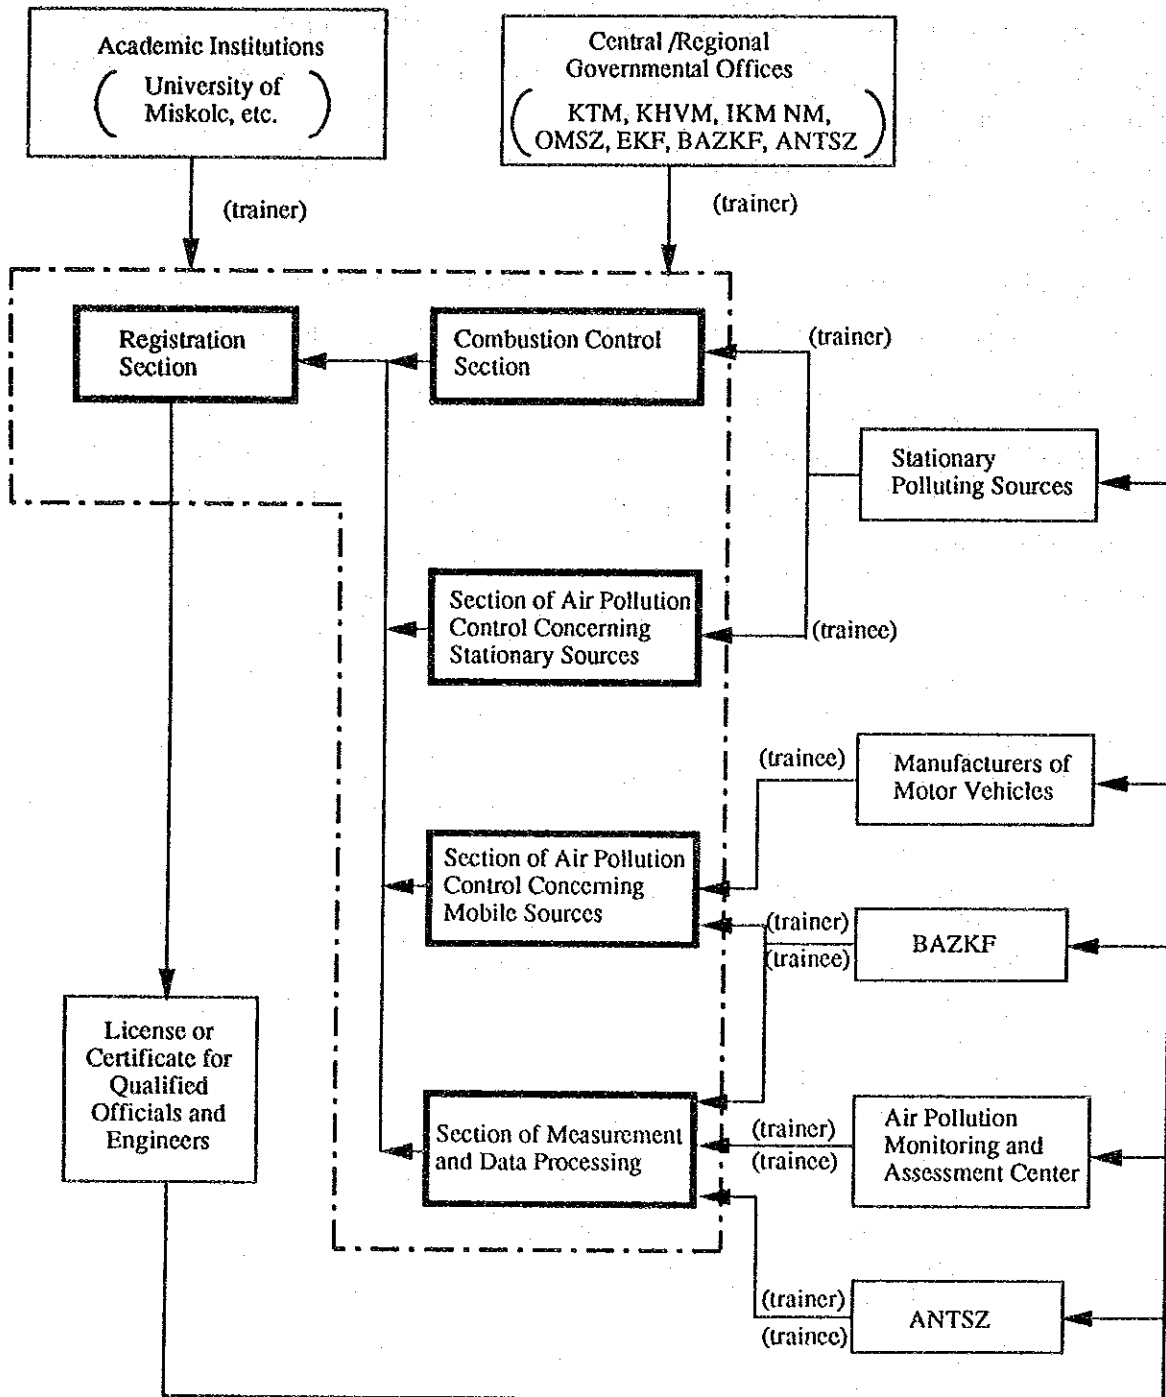 Academic Institutions
University of
Miskolc, etc.
Central /Regional
Governmental Offices
KTM, KHVM, IKM NM,
OMSZ, EKF, BAZKF, ANTSZ
(trainer)
(trainer)
Registration
Section
Combustion Control
Section
(trainer)
Stationary
Polluting Sources
Section of Air Pollution
Control Concerning
Stationary Sources
(trainee)
(trainee)
Manufacturers of
Motor Vehicles
Section of Air Pollution
Control Concerning
Mobile Sources
(trainer)
(trainee)
BAZKF
License or
Certificate for
Qualified
Officials and
Engineers
Section of Measurement
and Data Processing
(trainer)
(trainee)
Air Pollution
Monitoring and
Assessment Center
(trainer)
(trainee)
ANTSZ